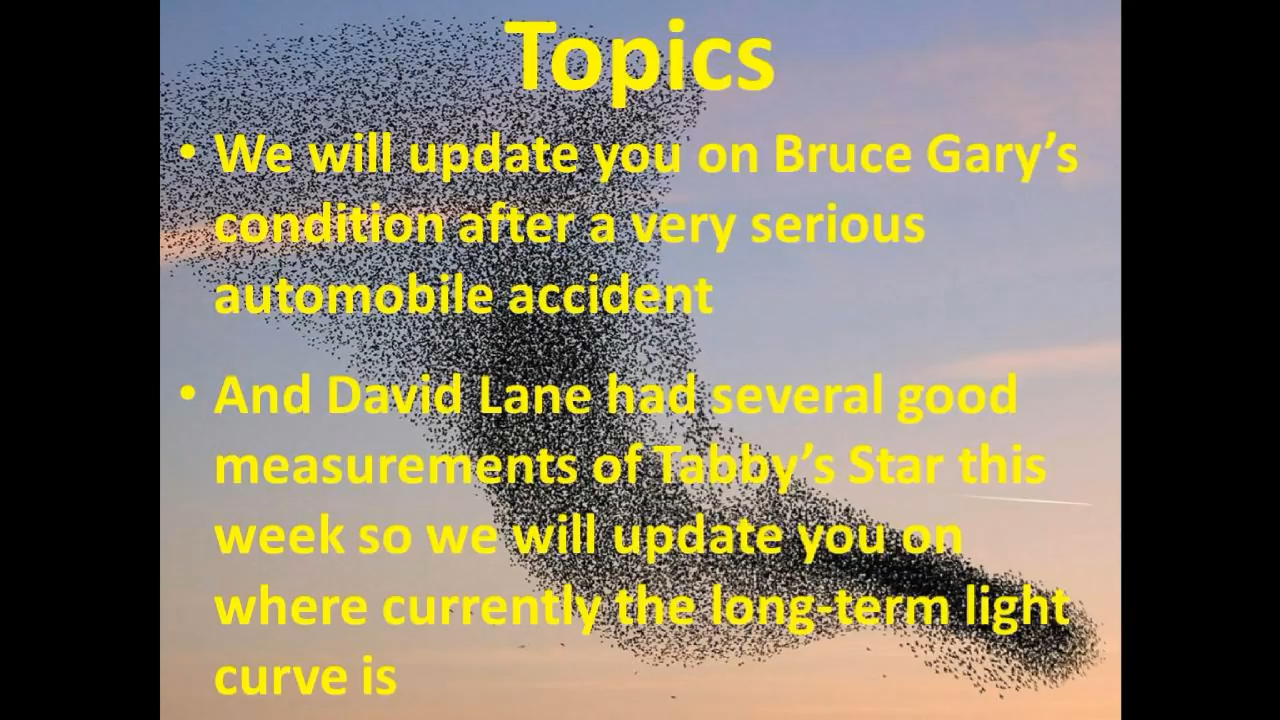 Topics
• We will update you on Bruce Gary’s
condition after a very serious
automobile accident
• And David Lane had several good
measurements of Tabby’s Star this
week so we will update you on
where currently the long-term light
curve is